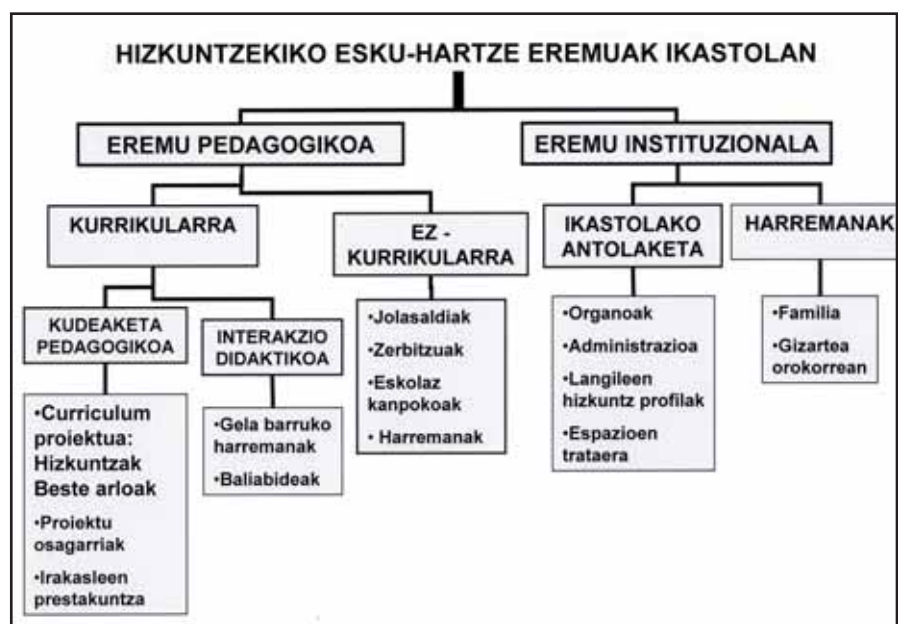 HIZKUNTZEKIKO ESKU-HARTZE EREMUAK IKASTOLAN
EREMU PEDAGOGIKOA
EREMU INSTITUZIONALA
KURRIKULARRA
EZ -
KURRIKULARRA
IKASTOLAKO
ANTOLAKETA
HARREMANAK
KUDEAKETA
PEDAGOGIKOA
INTERAKZIO
DIDAKTIKOA
•Jolasaldiak
•Zerbitzuak
•Eskolaz
kanpokoak
• Harremanak
•Organoak
•Administrazioa
•Langileen
hizkuntz profilak
•Espazioen
trataera
•Familia
•Gizartea
orokorrean
•Curriculum
proiektua:
Hizkuntzak
Beste arloak
•Proiektu
osagarriak
•Irakasleen
prestakuntza
•Gela barruko
harremanak
•Baliabideak